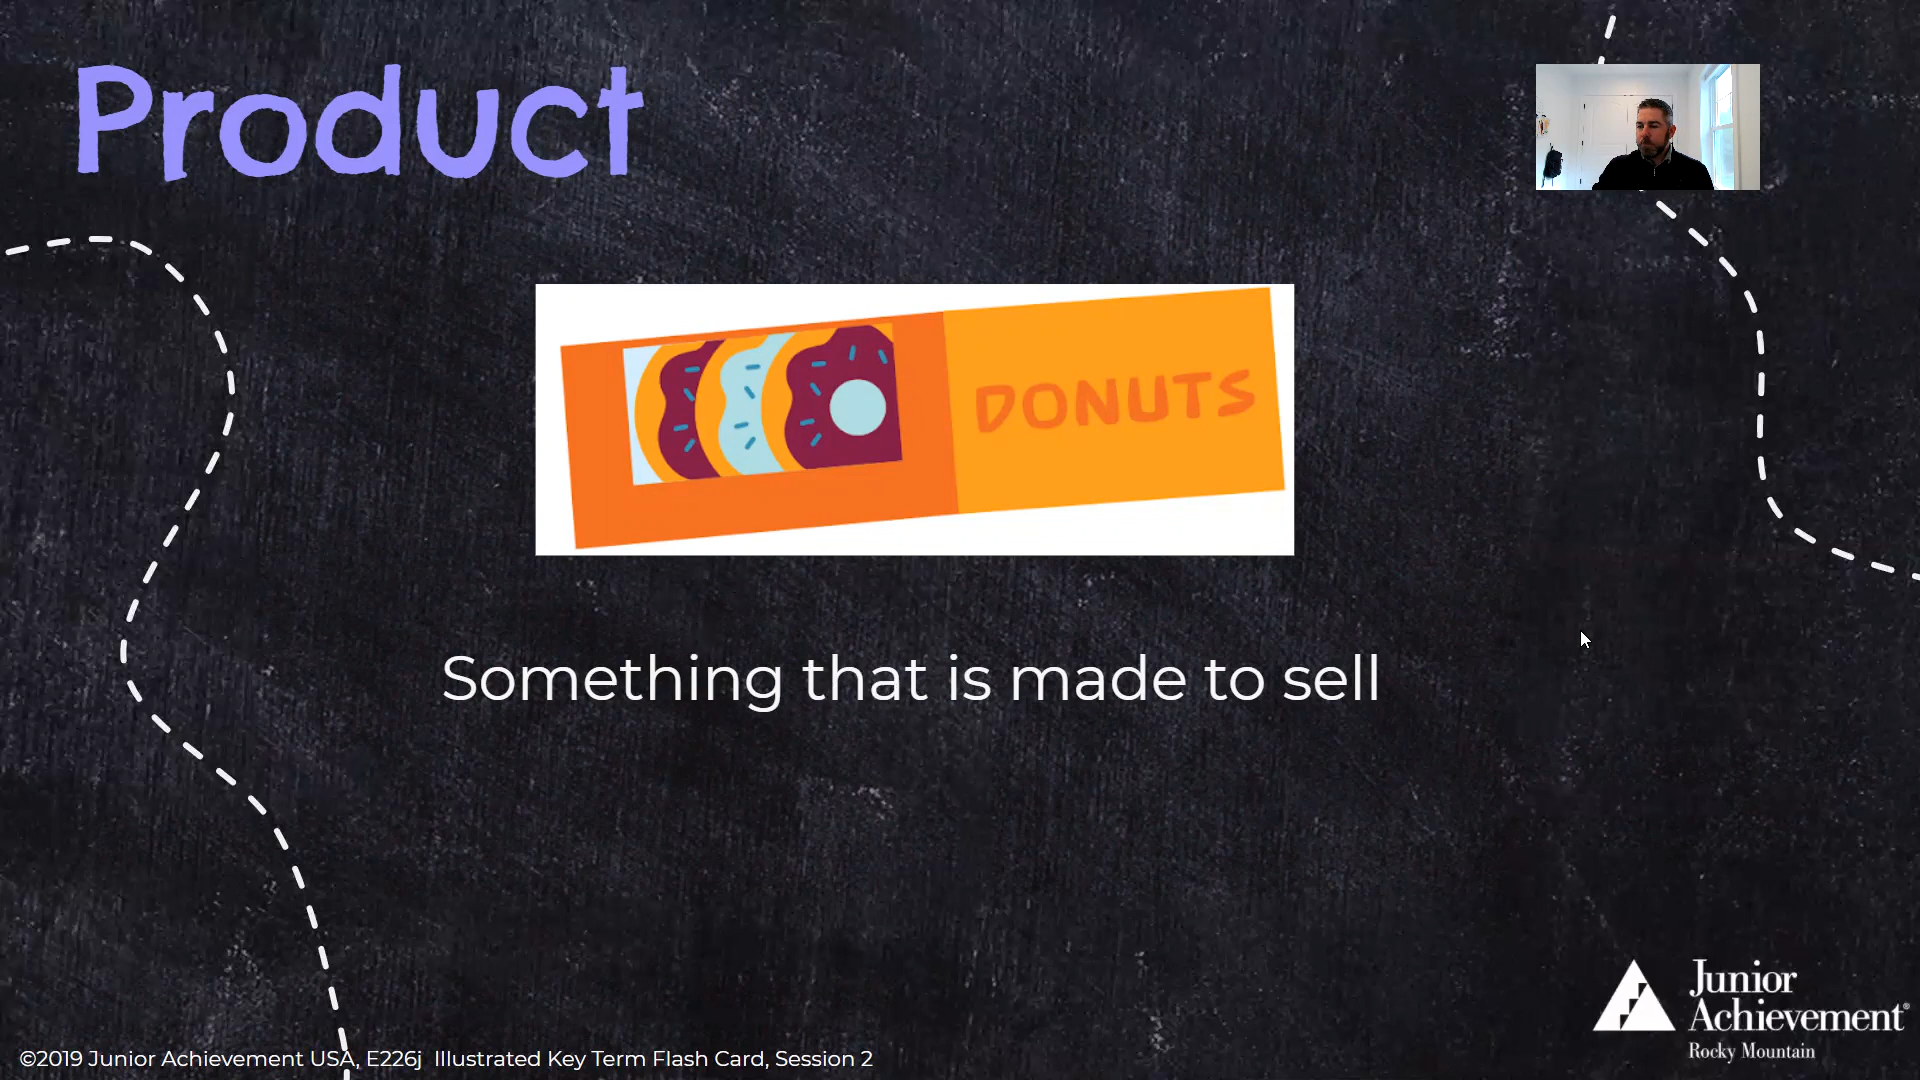 Product
DONUTS
Something that is made to sell
Junior
Achievement®
Rocky Mountain
©2019 Junior Achievement USA, E226j Illustrated Key Term Flash Card, Session 2